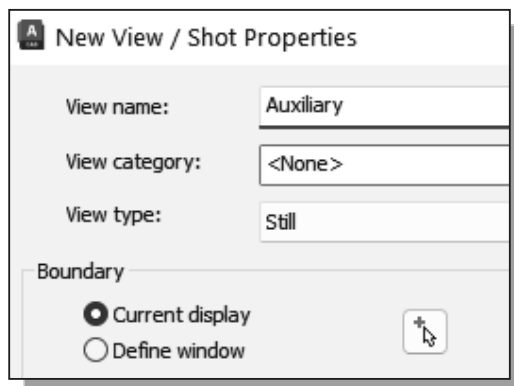 New View / Shot Properties
View name: Auxiliary
View category: <None>
View type: Still
Boundary
Current display
Define window